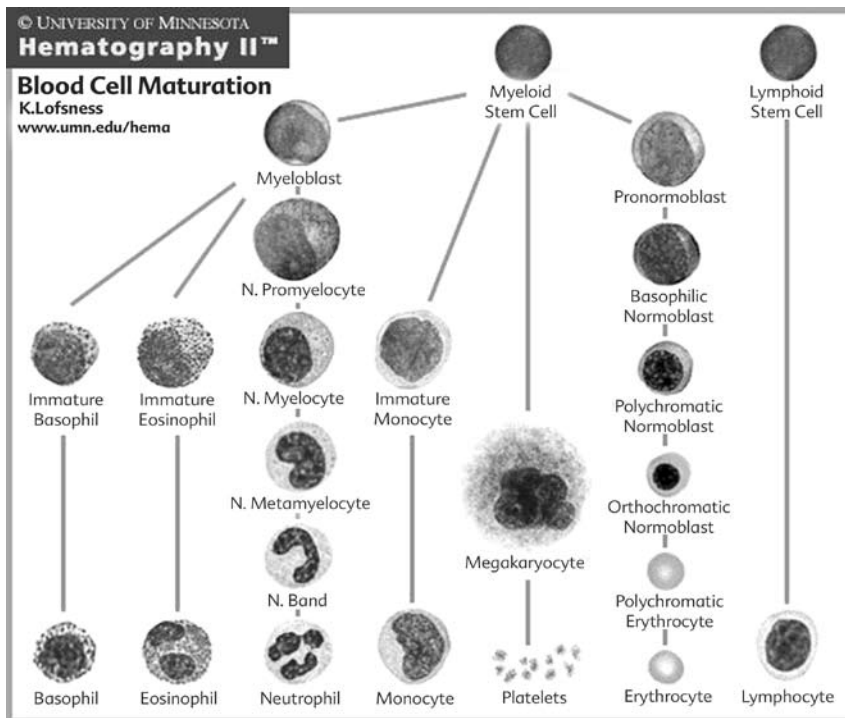 © UNIVERSITY OF MINNESOTA
Hematography II™
Blood Cell Maturation
K.Lofsness
www.umn.edu/hema
Myeloid
Stem Cell
Lymphoid
Stem Cell
Myeloblast
Pronormoblast
N. Promyelocyte
Basophilic
Normoblast
Immature
Basophil
Immature
Eosinophil
N. Myelocyte
Immature
Monocyte
Polychromatic
Normoblast
N. Metamyelocyte
Orthochromatic
Normoblast
Megakaryocyte
N. Band
Polychromatic
Erythrocyte
Basophil
Eosinophil
Neutrophil
Monocyte
Platelets
Erythrocyte
Lymphocyte